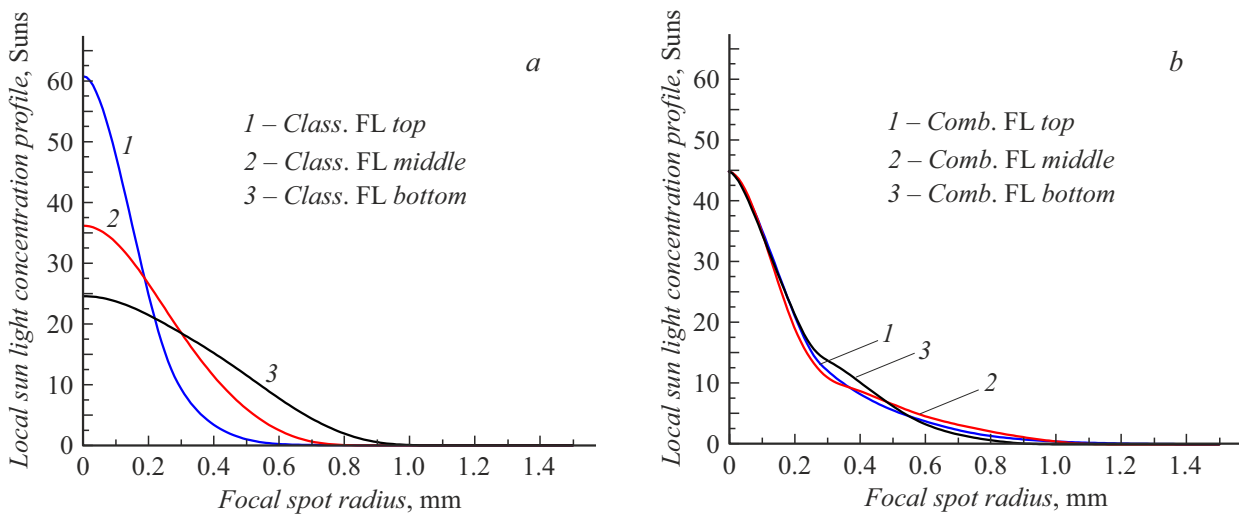 Local sun light concentration profile, Suns
a
60
50
40
30
20
10
0
1 – Class. FL top
2 – Class. FL middle
3 – Class. FL bottom
1
2
3
0 0.2 0.4 0.6 0.8 1.0 1.2 1.4
Focal spot radius, mm
Local sun light concentration profile, Suns
b
60
50
40
30
20
10
0
1 – Comb. FL top
2 – Comb. FL middle
3 – Comb. FL bottom
1
3
2
0 0.2 0.4 0.6 0.8 1.0 1.2 1.4
Focal spot radius, mm